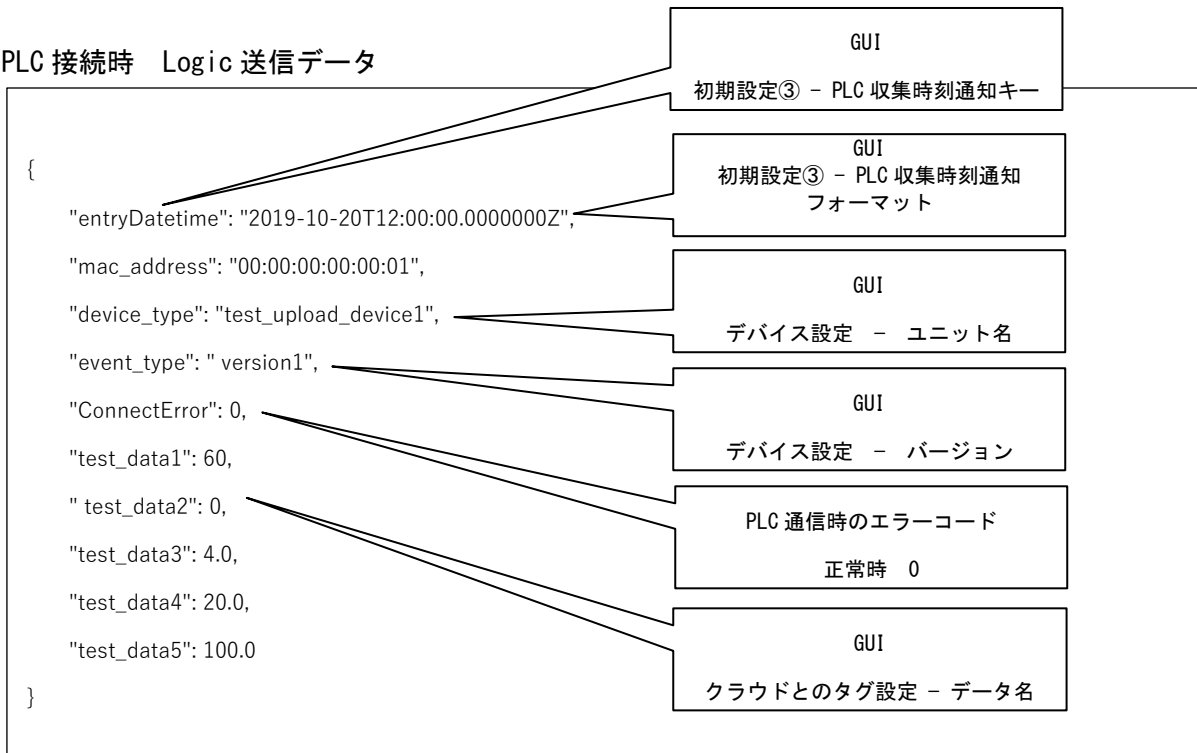 PLC 接続時　Logic 送信データ
GUI
初期設定③ － PLC 収集時刻通知キー
{
"entryDatetime": "2019-10-20T12:00:00.0000000Z",
GUI
初期設定③ － PLC 収集時刻通知
フォーマット
"mac_address": "00:00:00:00:00:01",
"device_type": "test_upload_device1",
GUI
デバイス設定　－　ユニット名
"event_type": " version1",
GUI
デバイス設定　－　バージョン
"ConnectError": 0,
PLC 通信時のエラーコード
正常時　0
"test_data1": 60,
" test_data2": 0,
GUI
クラウドとのタグ設定 － データ名
"test_data3": 4.0,
"test_data4": 20.0,
"test_data5": 100.0
}